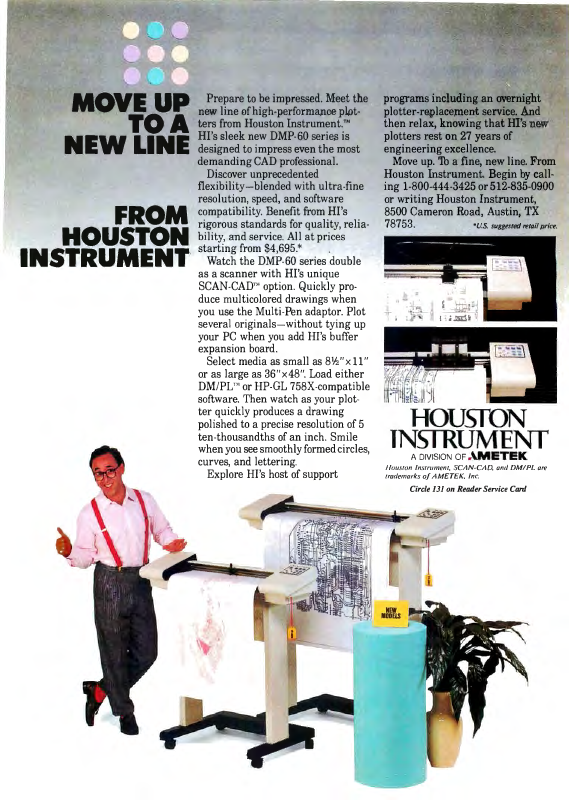 MOVE UP
TO A
NEW LINE
FROM
HOUSTON
INSTRUMENT
Prepare to be impressed. Meet the
new line of high-performance plot-
ters from Houston Instrument.™
HI's sleek new DMP-60 series is
designed to impress even the most
demanding CAD professional.
Discover unprecedented
flexibility—blended with ultra-fine
resolution, speed, and software
compatibility. Benefit from HI's
rigorous standards for quality, relia-
bility, and service. All at prices
starting from $4,695.*
Watch the DMP-60 series double
as a scanner with HI's unique
SCAN-CAD™ option. Quickly pro-
duce multicolored drawings when
you use the Multi-Pen adaptor. Plot
several originals—without tying up
your PC when you add HI's buffer
expansion board.
Select media as small as 8½"x11"
or as large as 36"x48". Load either
DM/PL™ or HP-GL 758X-compatible
software. Then watch as your plot-
ter quickly produces a drawing
polished to a precise resolution of 5
ten-thousandths of an inch. Smile
when you see smoothly formed circles,
curves, and lettering.
Explore HI's host of support
programs including an overnight
plotter-replacement service. And
then relax, knowing that HI's new
plotters rest on 27 years of
engineering excellence.
Move up. To a fine, new line. From
Houston Instrument. Begin by call-
ing 1-800-444-3425 or 512-835-0900
or writing Houston Instrument,
8500 Cameron Road, Austin, TX
78753.
*U.S. suggested retail price.
HOUSTON
INSTRUMENT
A DIVISION OF AMETEK
Houston Instrument, SCAN-CAD, and DM/PL are
trademarks of AMETEK, Inc.
Circle 131 on Reader Service Card
NEW
MODELS